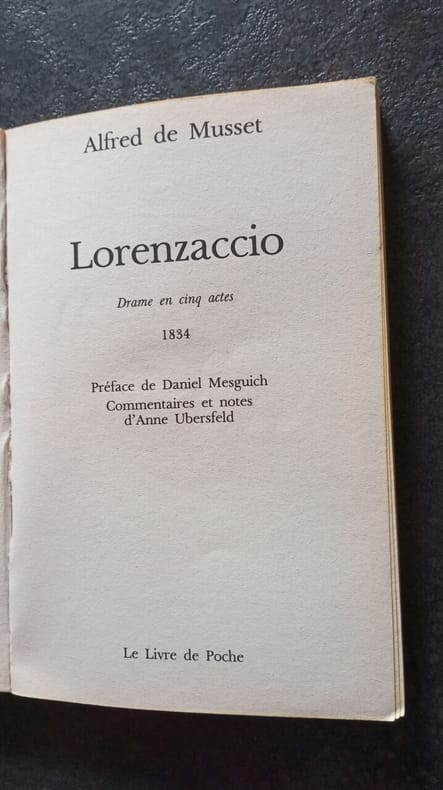 Alfred de Musset
Lorenzaccio
Drame en cinq actes
1834
Préface de Daniel Mesguich
Commentaires et notes
d'Anne Ubersfeld
Le Livre de Poche